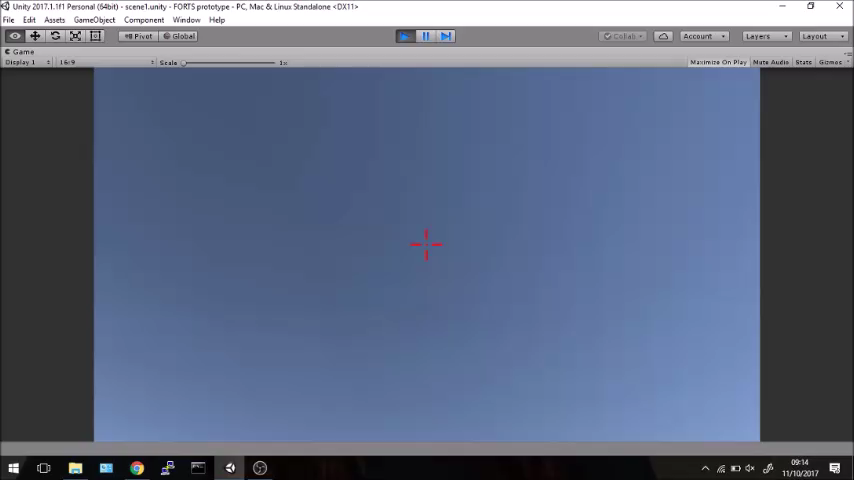 Unity 2017.1.1f1 Personal (64bit) - scene1.unity - FORTS prototype - PC, Mac & Linux Standalone <DX11>
File Edit Assets GameObject Component Window Help
Pivot Global Collab Account Layers Layout
Game
Display 1 16:9 Scale 1x Maximize On Play Mute Audio Stats Gizmos
09:14
11/10/2017